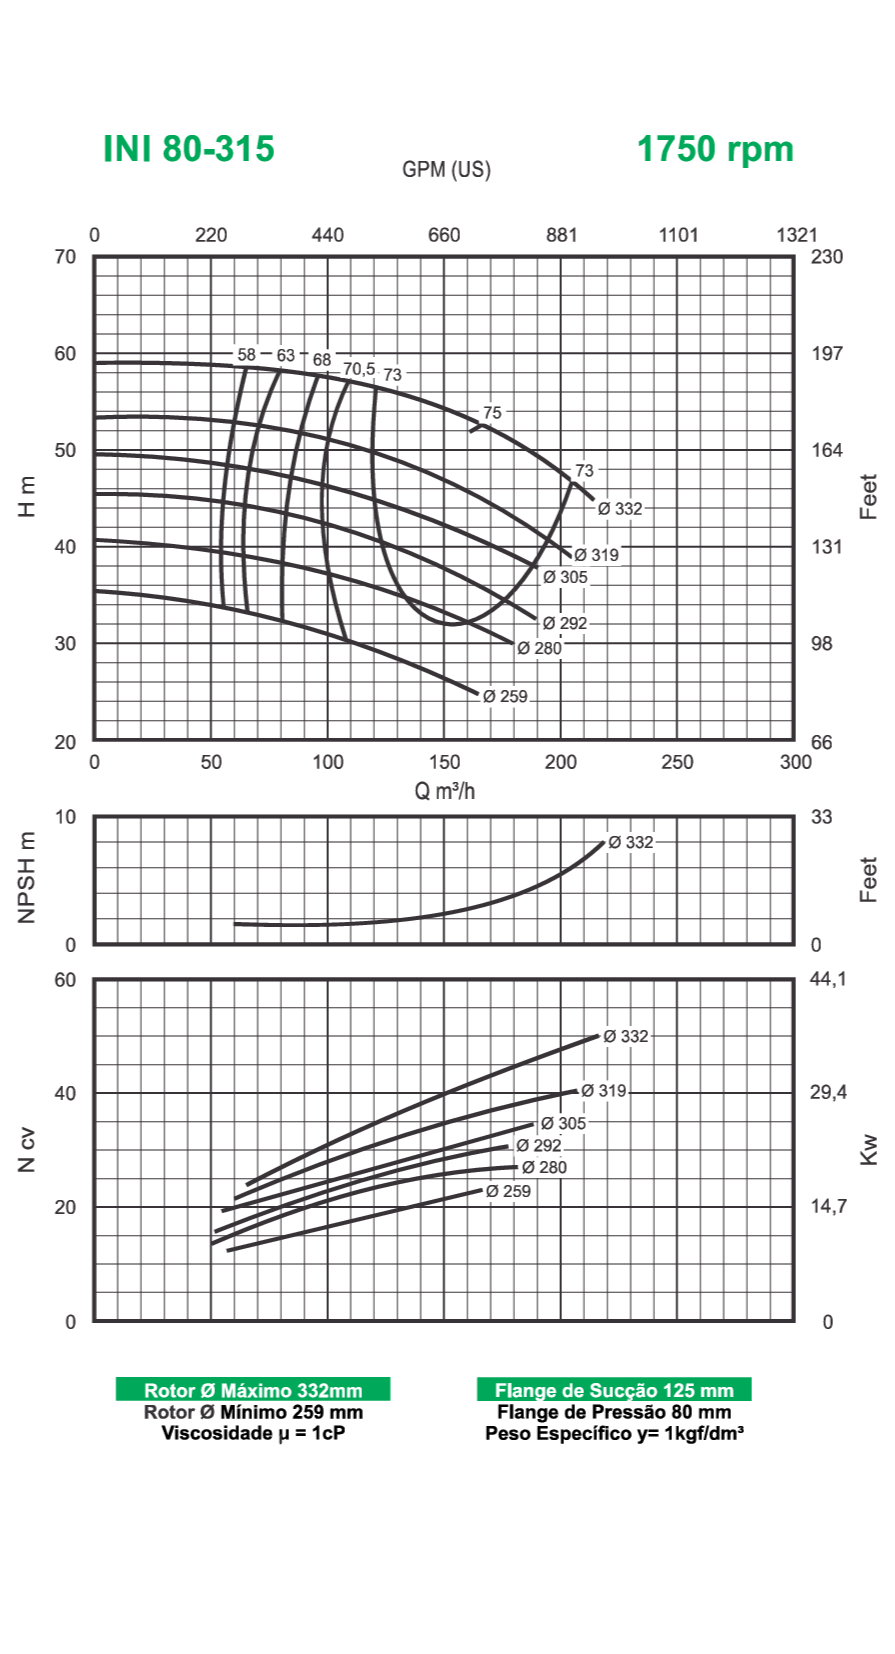 INI 80-315 1750 rpm
GPM (US)
0 220 440 660 881 1101 1321
70 230
60 197
58 63 68 70,5 73
75
50 164
73
Ø 332
H m Feet
40 131
Ø 319
Ø 305
Ø 292
30 98
Ø 280
Ø 259
20 66
0 50 100 150 200 250 300
Q m³/h
10 33
Ø 332
NPSH m Feet
0 0
60 44,1
Ø 332
40 29,4
Ø 319
Ø 305
N cv Kw
Ø 292
Ø 280
Ø 259
20 14,7
0 0
Rotor Ø Máximo 332mm
Rotor Ø Mínimo 259 mm
Viscosidade μ = 1cP
Flange de Sucção 125 mm
Flange de Pressão 80 mm
Peso Específico y= 1kgf/dm³